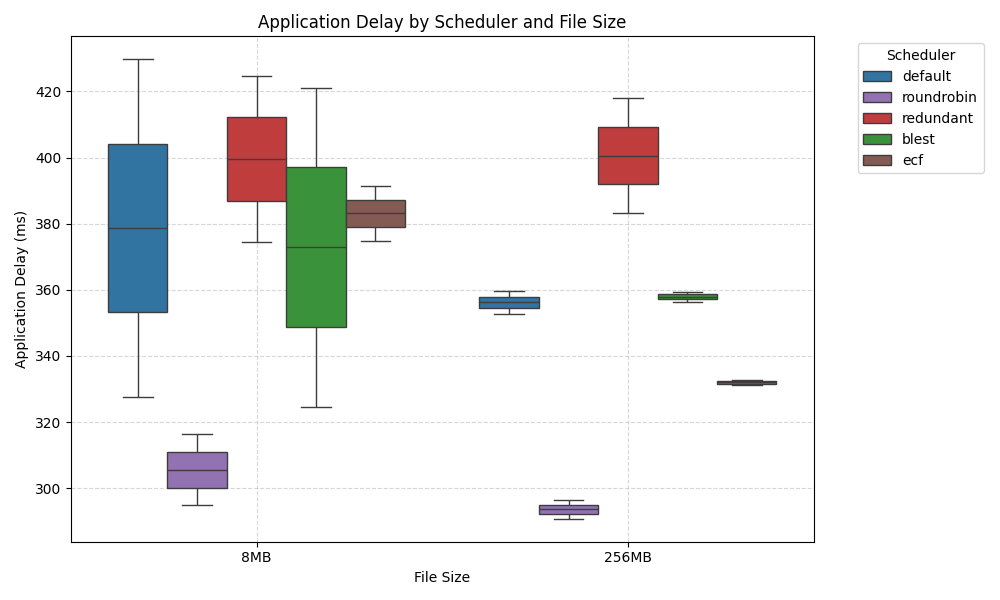 Application Delay by Scheduler and File Size
Application Delay (ms)
420
400
380
360
340
320
300
8MB
256MB
File Size
Scheduler
default
roundrobin
redundant
blest
ecf